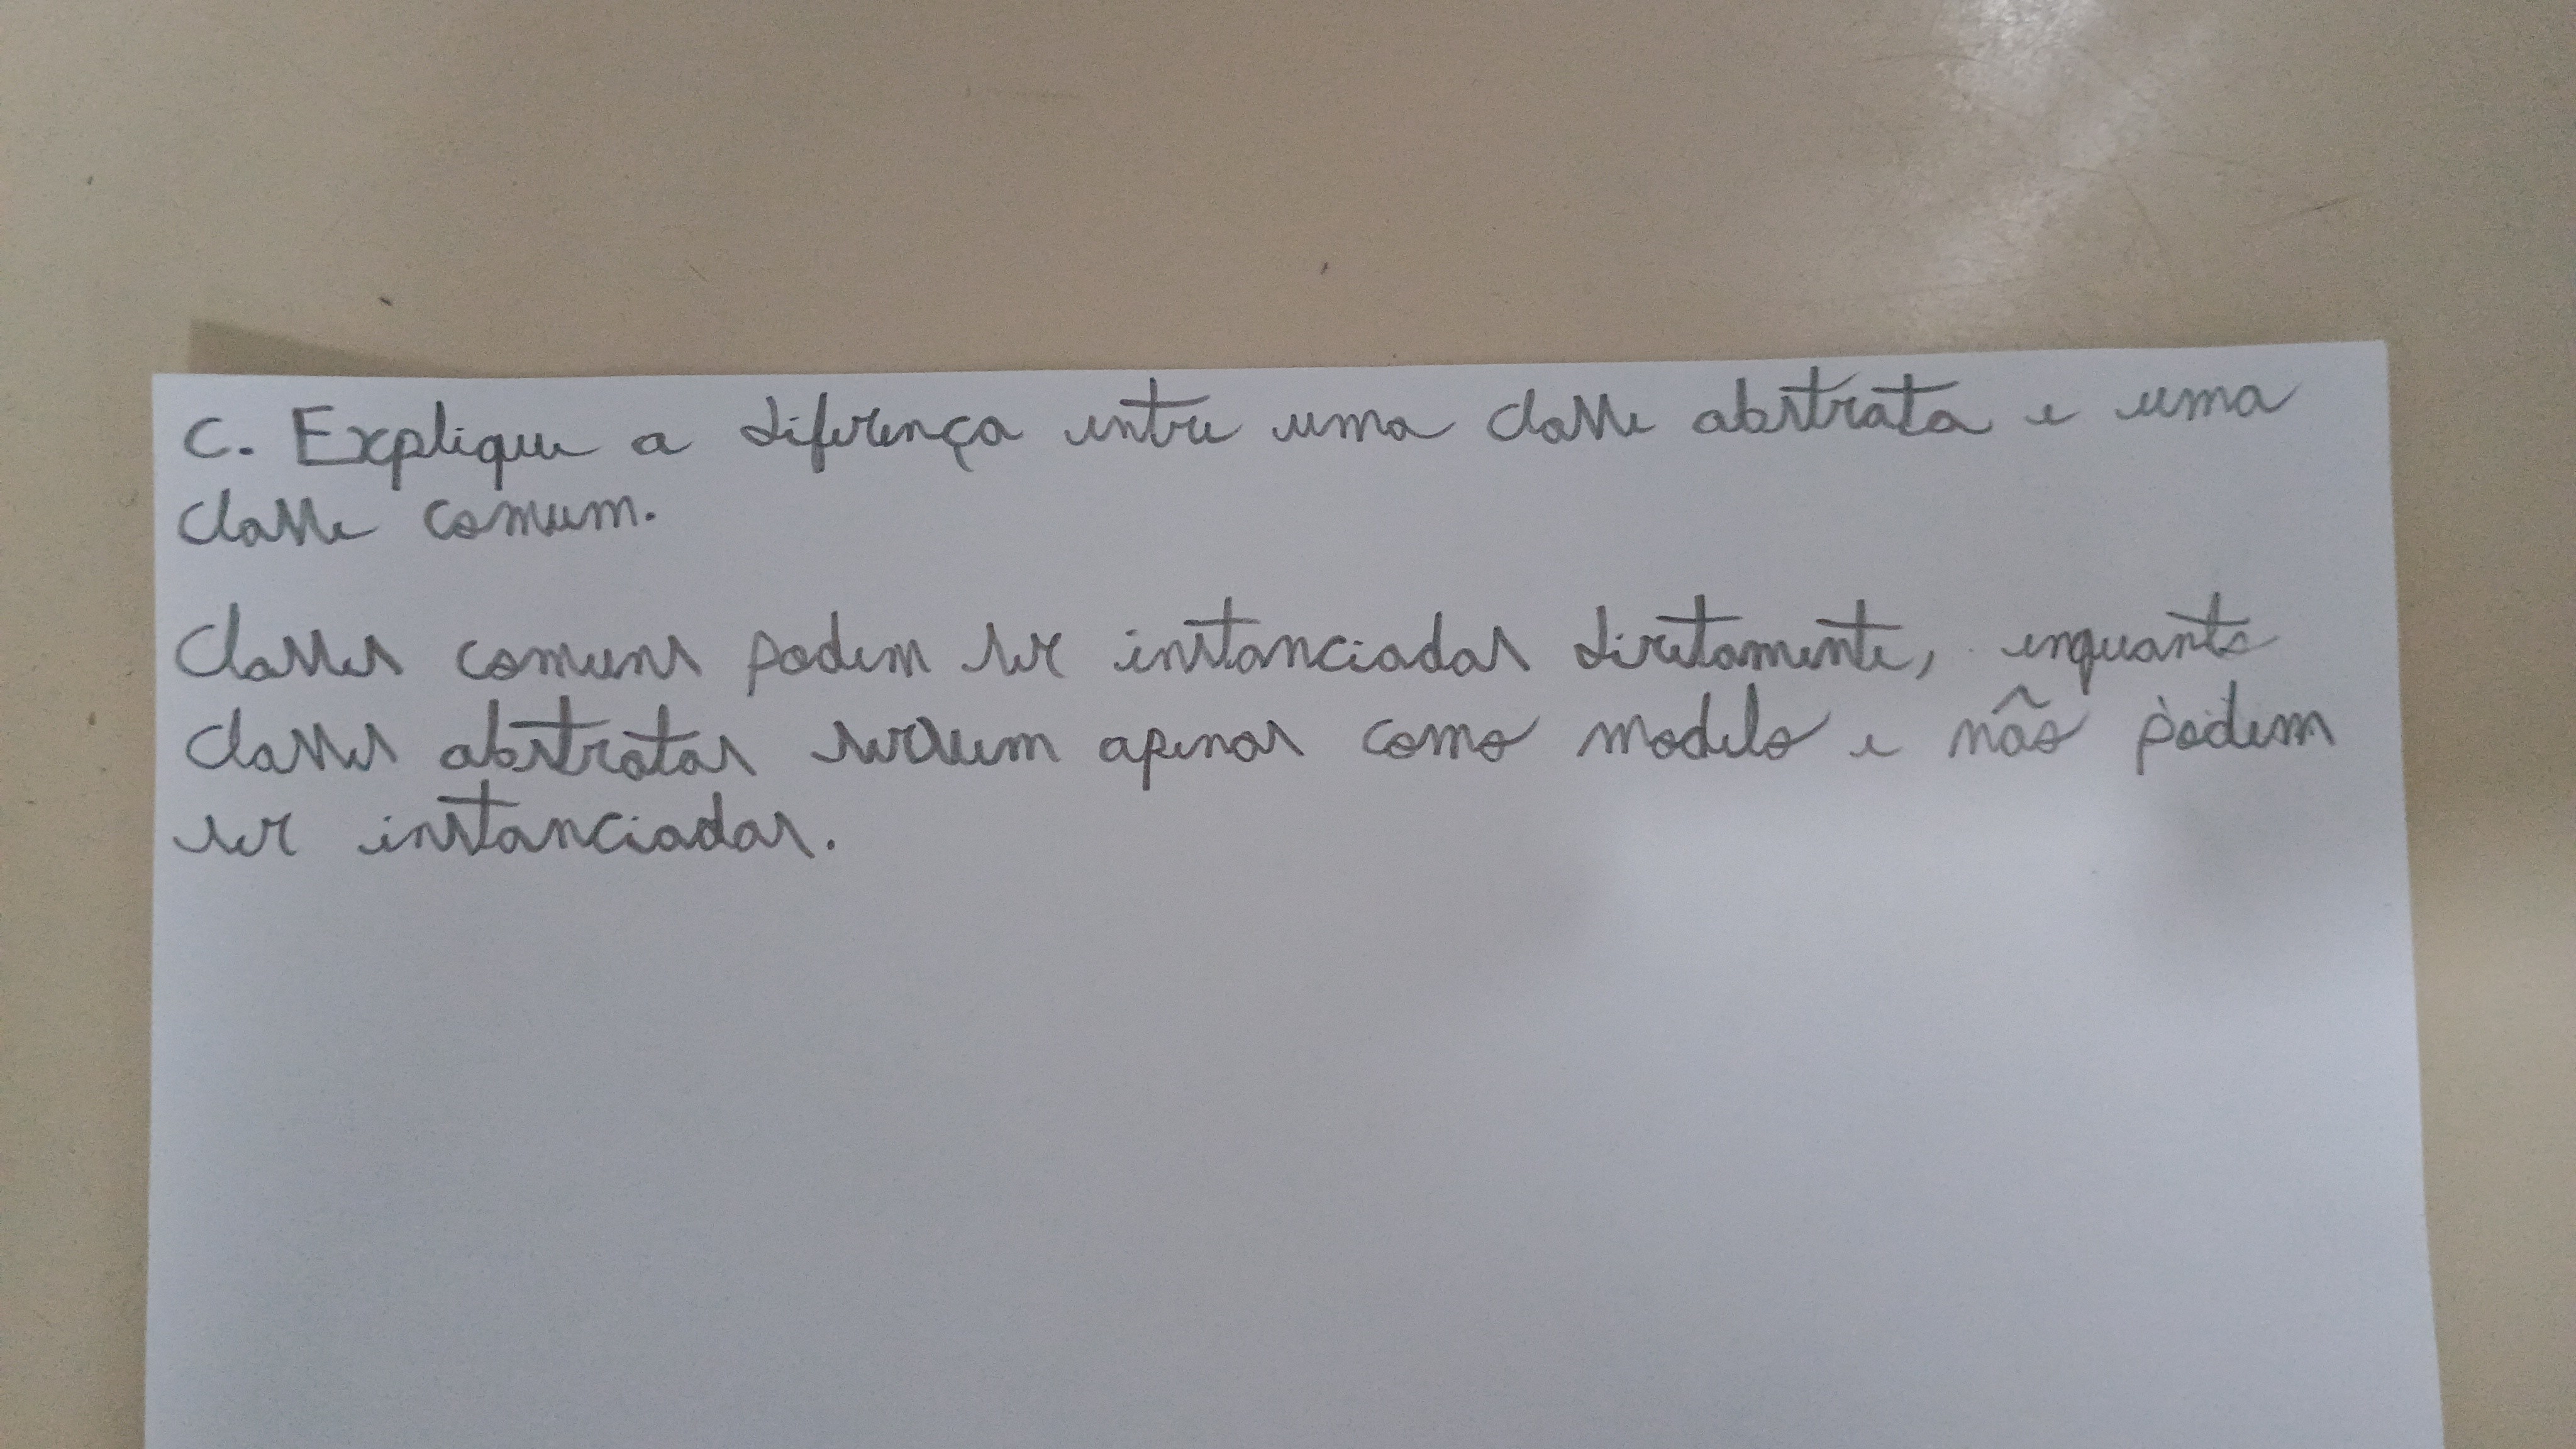 C. Explique a diferença entre uma classe abstrata e uma
classe comum.
Classes comuns podem ser instanciadas diretamente, enquanto
classes abstratas servem apenas como modelo e não podem
ser instanciadas.